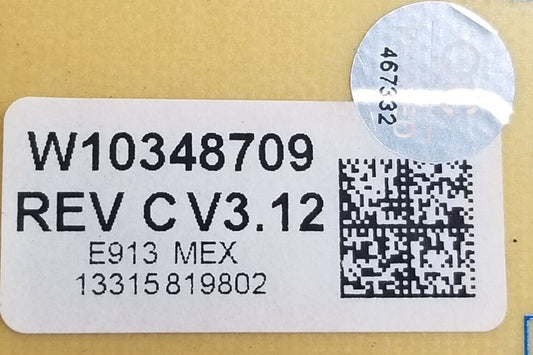 W10348709
REV C V3.12
E913 MEX
13315819802
467332